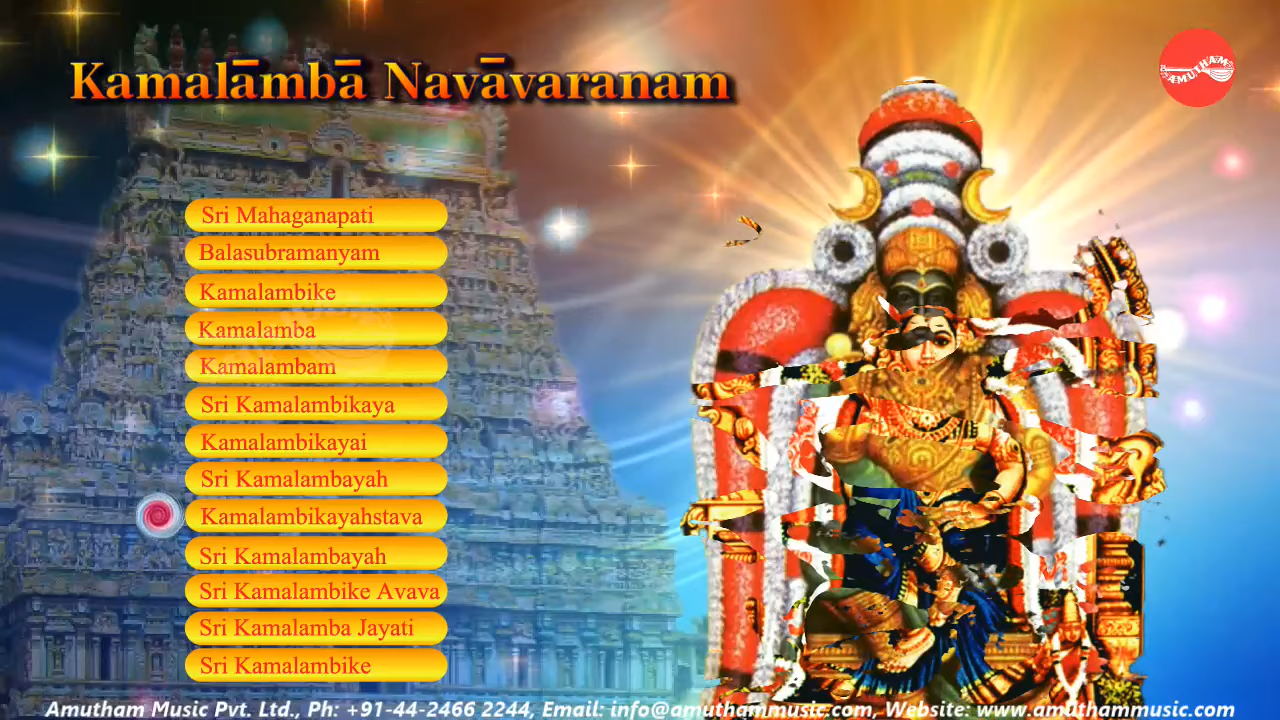 Kamalāmbā Navāvaranam
AMUTHAM
Sri Mahaganapati
Balasubramanyam
Kamalambike
Kamalamba
Kamalambam
Sri Kamalambikaya
Kamalambikayai
Sri Kamalambayah
Kamalambikayahstava
Sri Kamalambayah
Sri Kamalambike Avava
Sri Kamalamba Jayati
Sri Kamalambike
Amutham Music Pvt. Ltd., Ph: +91-44-2466 2244, Email: info@amuthammusic.com, Website: www.amuthammusic.com